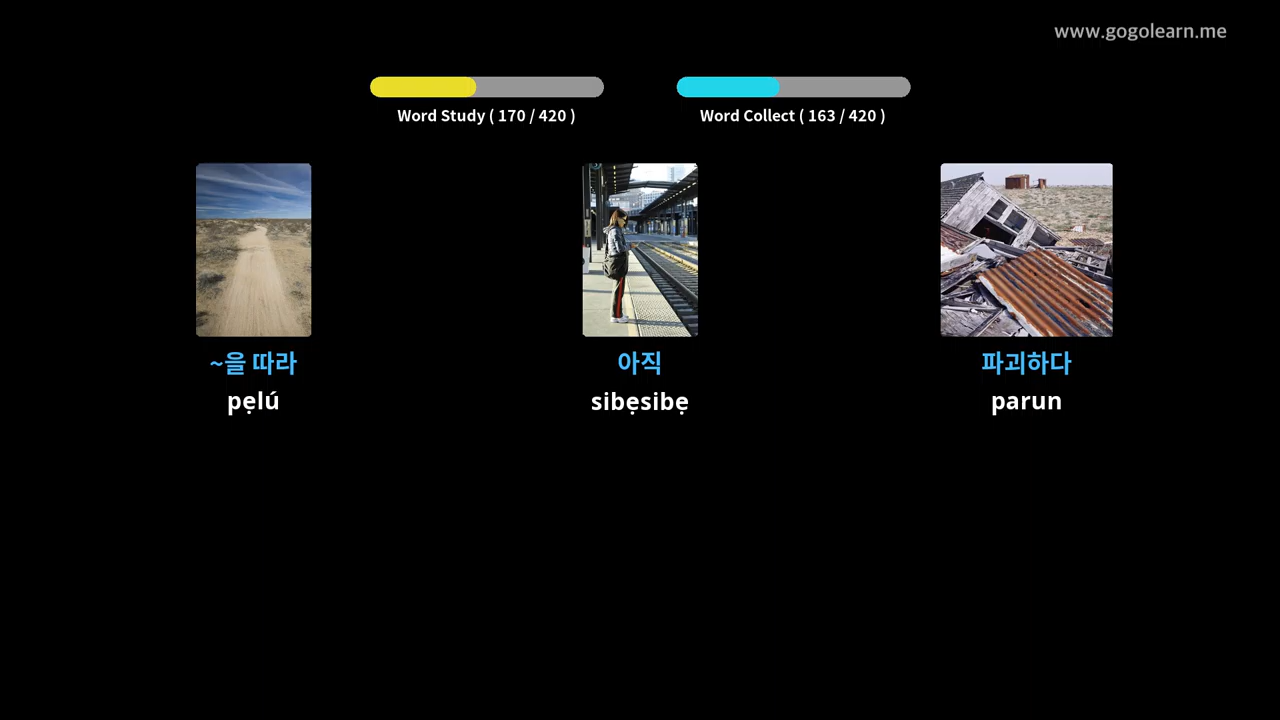 www.gogolearn.me
Word Study ( 170 / 420 )
Word Collect ( 163 / 420 )
~을 따라
pẹlú
아직
sibẹsibẹ
파괴하다
parun